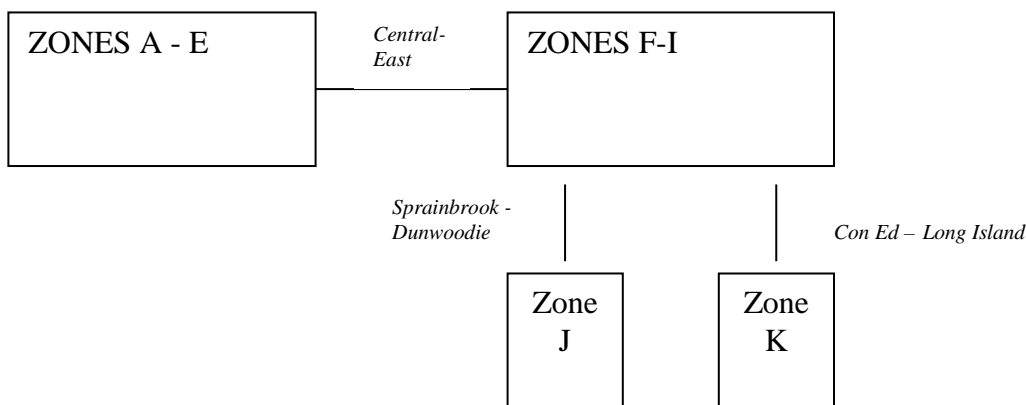 ZONES A - E
Central-
East
ZONES F-I
Sprainbrook -
Dunwoodie
Con Ed – Long Island
Zone
J
Zone
K